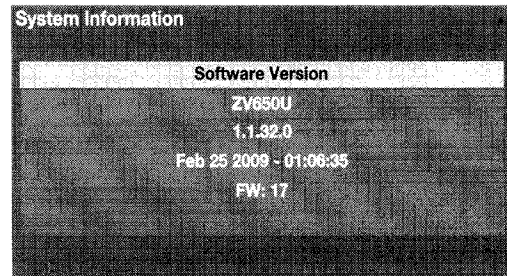 System Information
Software Version
ZV650U
1.1.32.0
Feb 25 2009 - 01:06:35
FW: 17